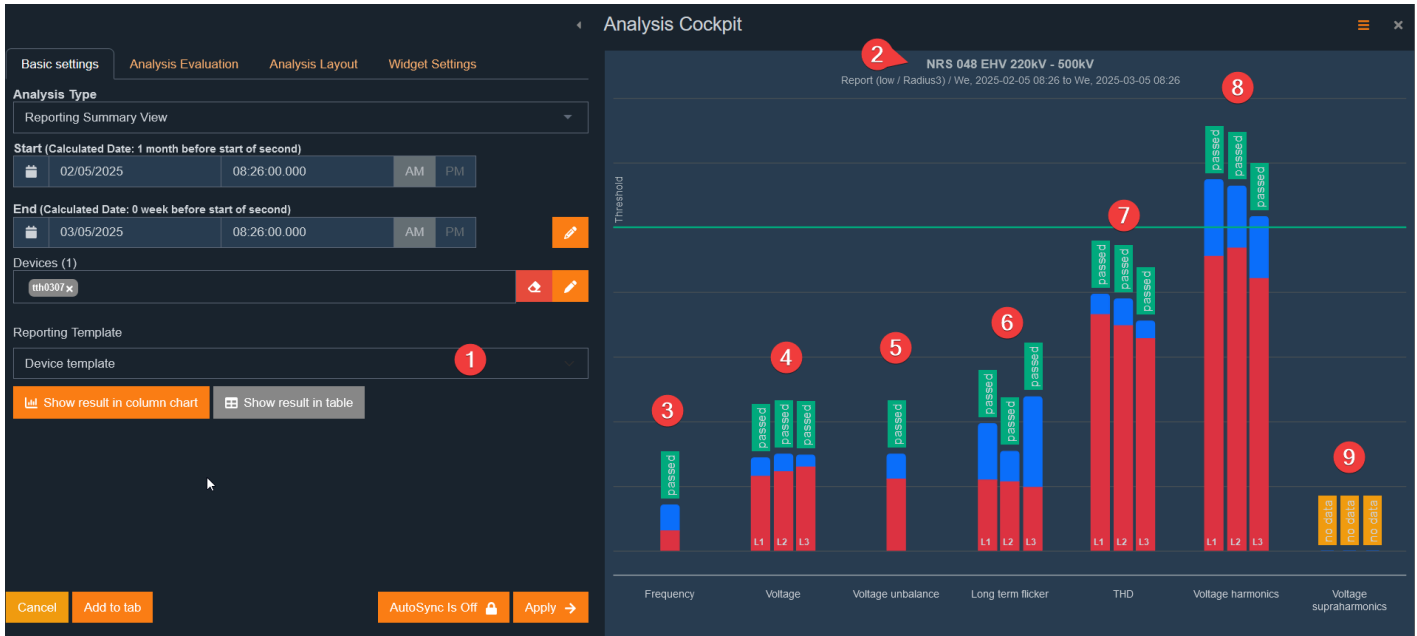 Analysis Cockpit
Basic settings
Analysis Evaluation
Analysis Layout
Widget Settings
Analysis Type
Reporting Summary View
Start (Calculated Date: 1 month before start of second)
02/05/2025
08:26:00.000
AM
PM
End (Calculated Date: 0 week before start of second)
03/05/2025
08:26:00.000
AM
PM
Devices (1)
tth0307 x
Reporting Template
Device template
1
Show result in column chart
Show result in table
Cancel
Add to tab
AutoSync Is Off
Apply
2
NRS 048 EHV 220kV - 500kV
Report (low / Radius3) / We, 2025-02-05 08:26 to We, 2025-03-05 08:26
Threshold
3
passed
Frequency
4
passed
passed
passed
L1
L2
L3
Voltage
5
passed
Voltage unbalance
6
passed
passed
passed
L1
L2
L3
Long term flicker
7
passed
passed
passed
L1
L2
L3
THD
8
passed
passed
passed
L1
L2
L3
Voltage harmonics
9
no data
no data
no data
Voltage
supraharmonics